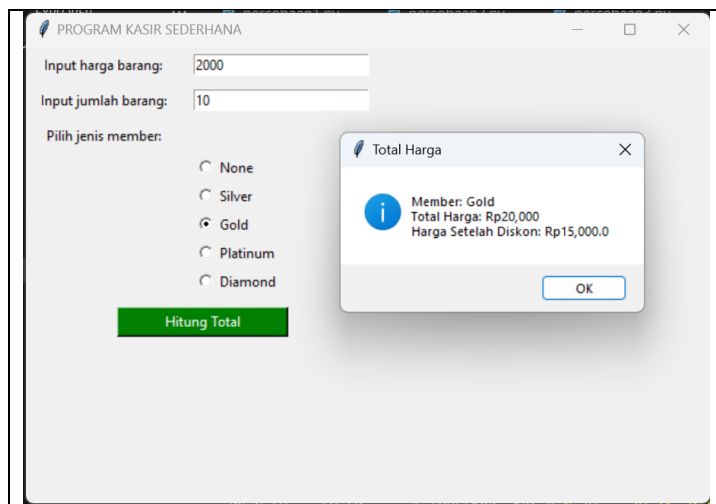 PROGRAM KASIR SEDERHANA
Input harga barang:
2000
Input jumlah barang:
10
Pilih jenis member:
None
Silver
Gold
Platinum
Diamond
Hitung Total
Total Harga
Member: Gold
Total Harga: Rp20,000
Harga Setelah Diskon: Rp15,000.0
OK